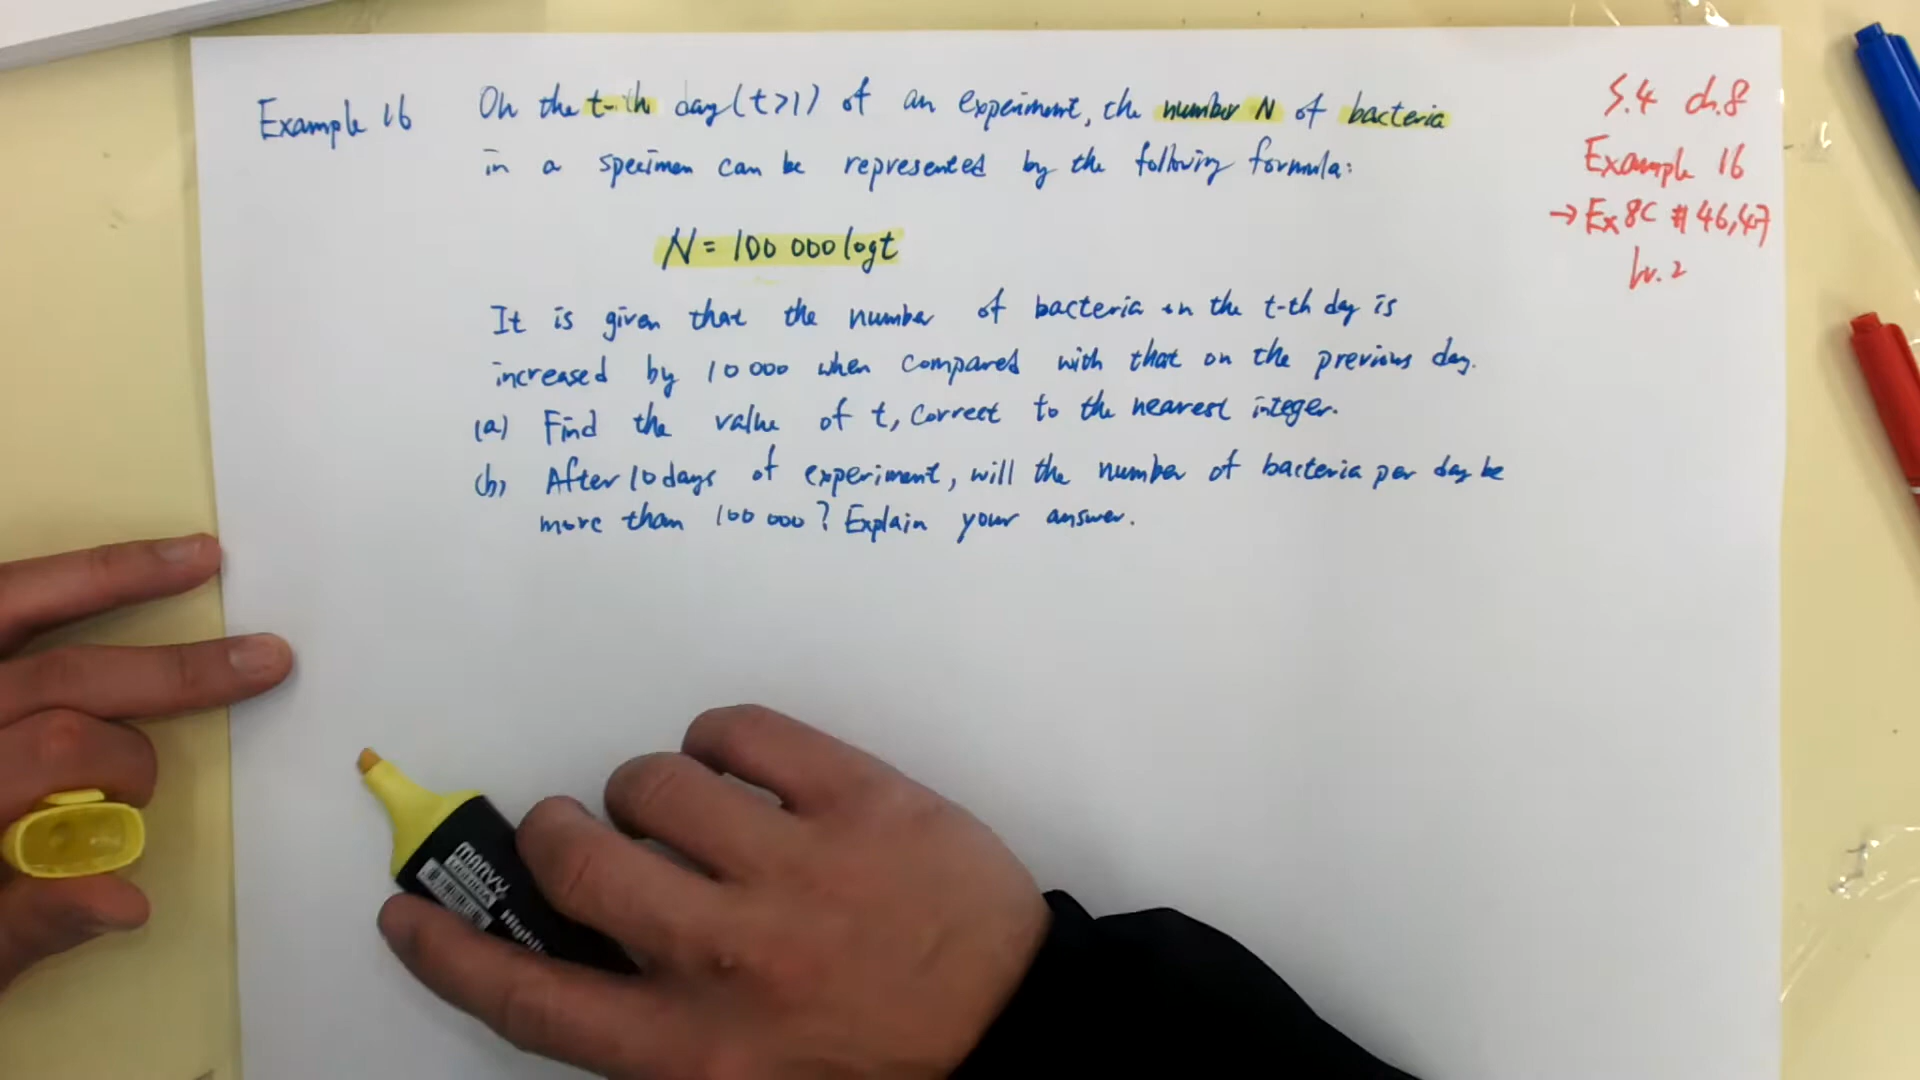 Example 16 On the t-th day (t>1) of an experiment, the number N of bacteria
in a specimen can be represented by the following formula:
N = 100 000 log t
It is given that the number of bacteria on the t-th day is
increased by 10 000 when compared with that on the previous day.
(a) Find the value of t, correct to the nearest integer.
(b) After 10 days of experiment, will the number of bacteria per day be
more than 100 000? Explain your answer.
S.4 ch.8
Example 16
→ Ex 8C # 46,47
Lv.2
MARVY